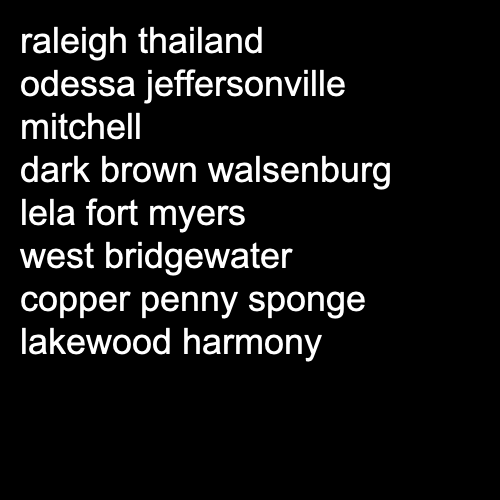 raleigh thailand
odessa jeffersonville
mitchell
dark brown walsenburg
lela fort myers
west bridgewater
copper penny sponge
lakewood harmony